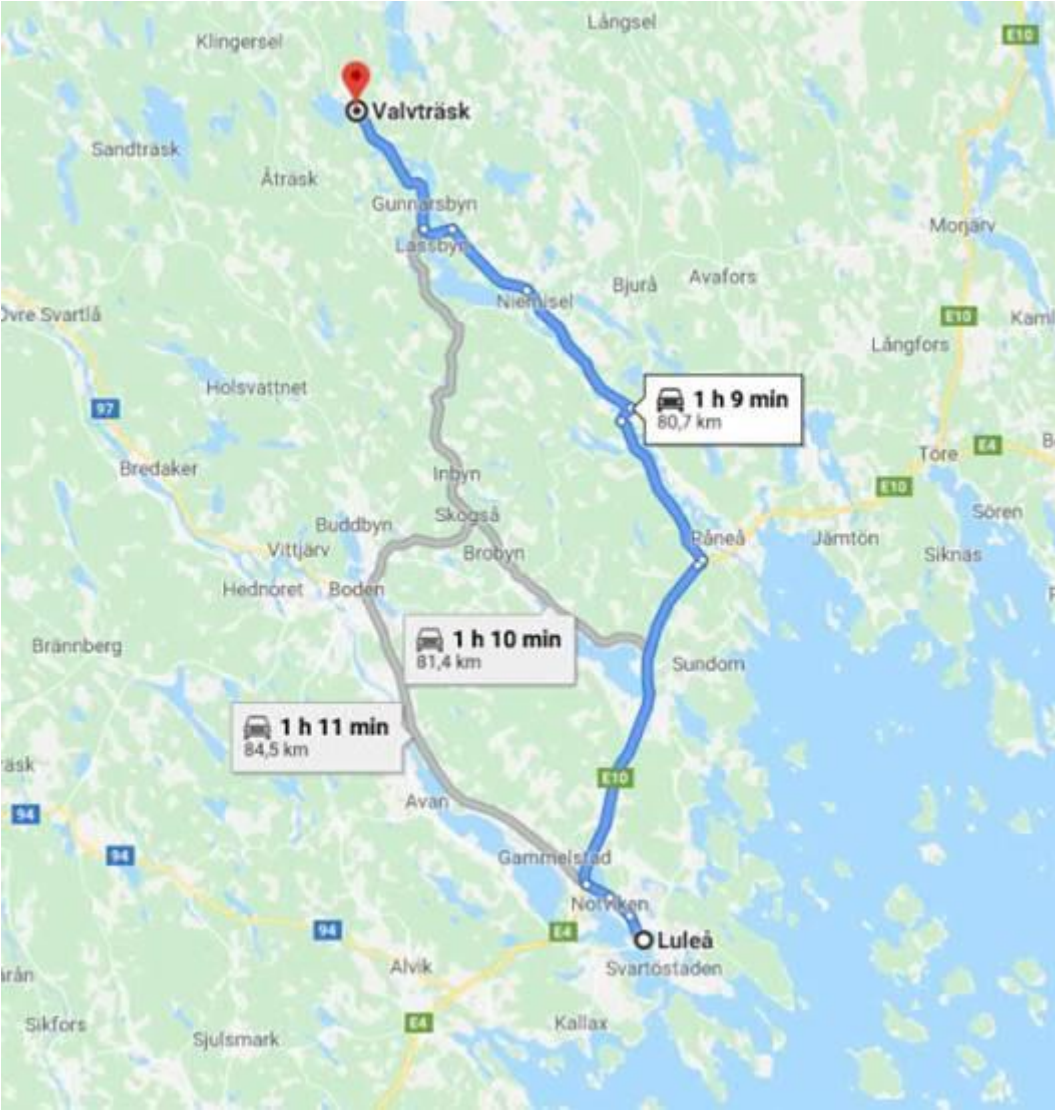 Långsel
Klingersel
E10
Valvträsk
Sandträsk
Åträsk
Gunnarsbyn
Morjärv
Lassbyn
Bjurå
Avafors
Niemisel
Övre Svartlå
E10
Långfors
Holsvattnet
97
1 h 9 min
80,7 km
Töre
E4
Bredaker
Inbyn
E10
Skogså
Sören
Buddbyn
Råneå
Jämtön
Vittjärv
Brobyn
Siknäs
Hednoret
Boden
1 h 10 min
81,4 km
Brännberg
Sundom
1 h 11 min
84,5 km
E10
Avan
94
94
Gammelstad
Notviken
94
E4
Luleå
Alvik
Svartöstaden
E4
Kallax
Sikfors
Sjulsmark